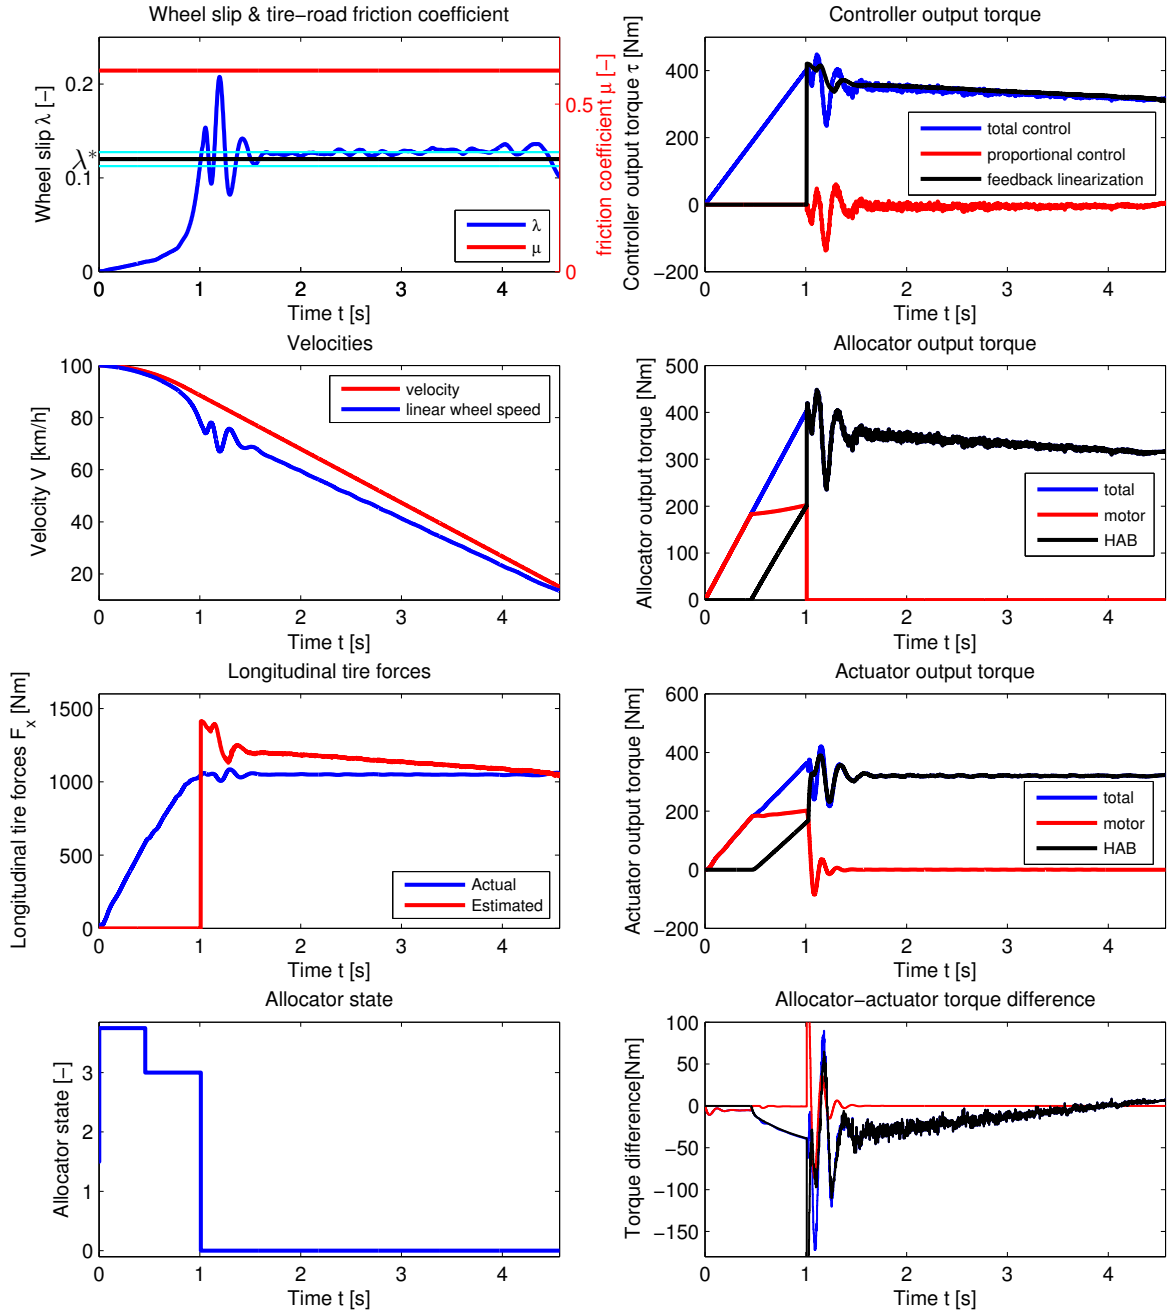 Wheel slip & tire−road friction coefficient
Wheel slip λ [−]
0.2
λ*
0.1
0
0.5
0
friction coefficient μ [−]
λ
μ
0 1 2 3 4
Time t [s]
Controller output torque
Controller output torque τ [Nm]
400
200
0
−200
total control
proportional control
feedback linearization
0 1 2 3 4
Time t [s]
Velocities
Velocity V [km/h]
100
80
60
40
20
velocity
linear wheel speed
0 1 2 3 4
Time t [s]
Allocator output torque
Allocator output torque [Nm]
500
400
300
200
100
0
total
motor
HAB
0 1 2 3 4
Time t [s]
Longitudinal tire forces
Longitudinal tire forces F_x [Nm]
1500
1000
500
0
Actual
Estimated
0 1 2 3 4
Time t [s]
Actuator output torque
Actuator output torque [Nm]
600
400
200
0
−200
total
motor
HAB
0 1 2 3 4
Time t [s]
Allocator state
Allocator state [−]
3
2
1
0
0 1 2 3 4
Time t [s]
Allocator−actuator torque difference
Torque difference[Nm]
100
50
0
−50
−100
−150
0 1 2 3 4
Time t [s]